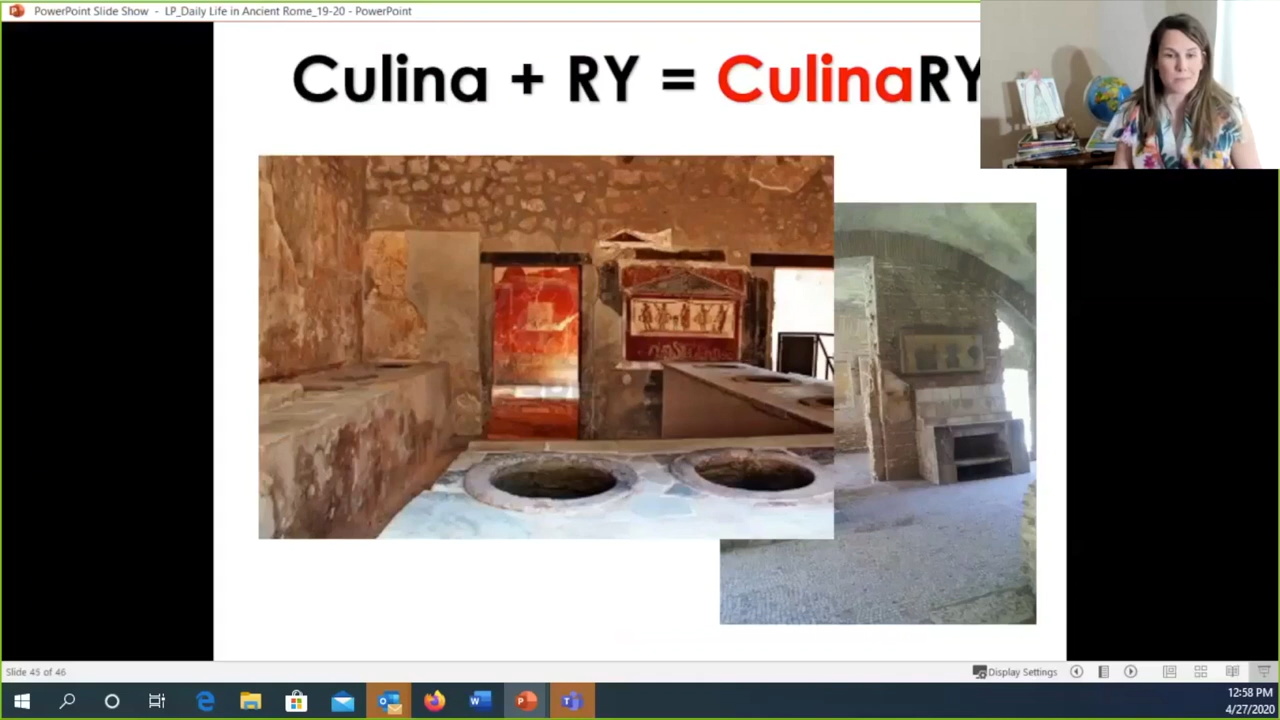 PowerPoint Slide Show - LP_Daily Life in Ancient Rome_19-20 - PowerPoint
Culina + RY = CulinaRY
Slide 45 of 46
Display Settings
12:58 PM
4/27/2020